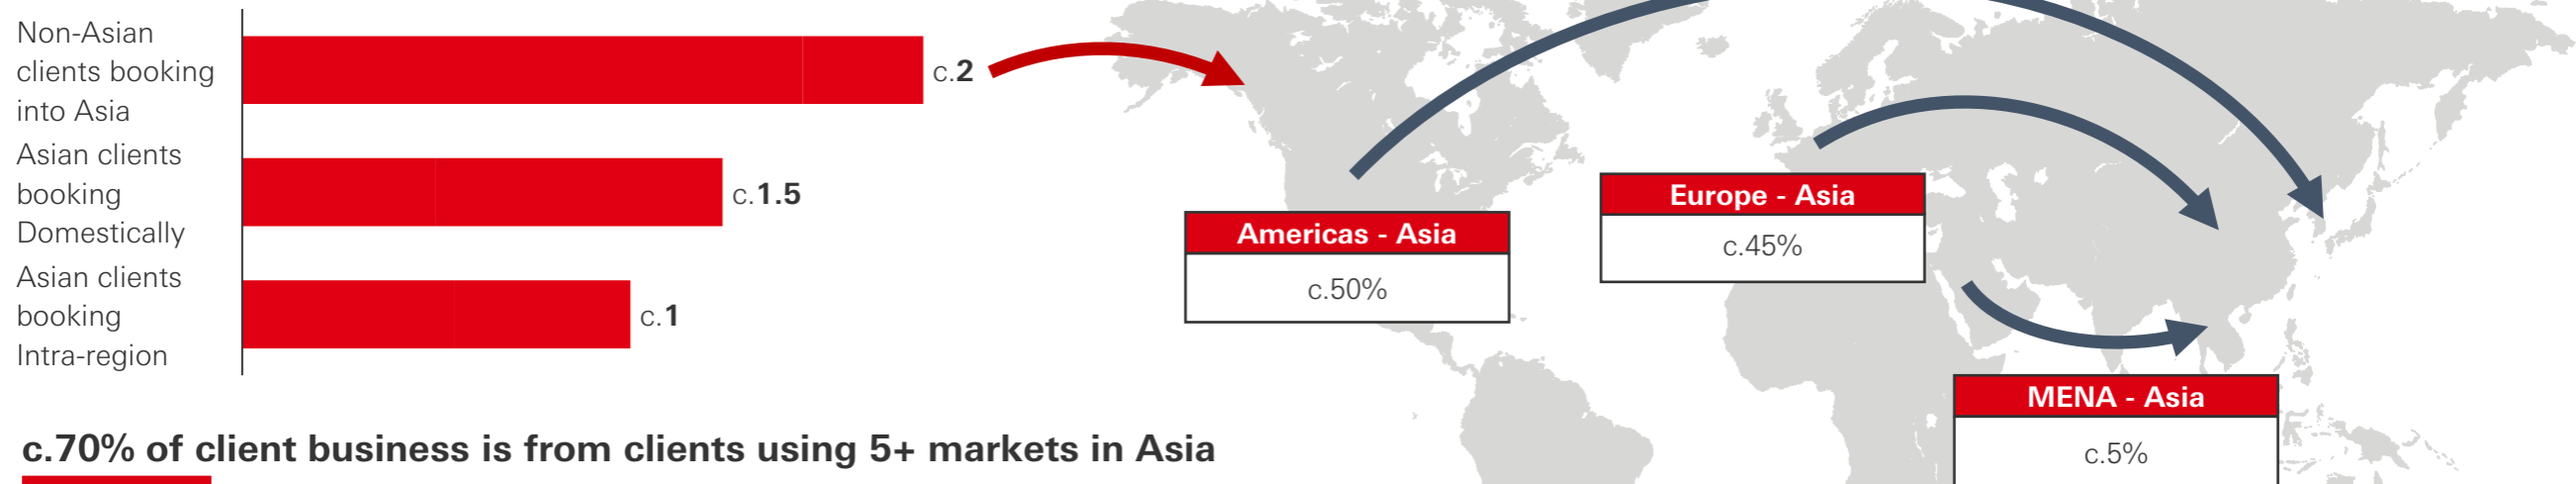 Non-Asian
clients booking
into Asia
c.2
Asian clients
booking
Domestically
c.1.5
Asian clients
booking
Intra-region
c.1
c.70% of client business is from clients using 5+ markets in Asia
Americas - Asia
c.50%
Europe - Asia
c.45%
MENA - Asia
c.5%